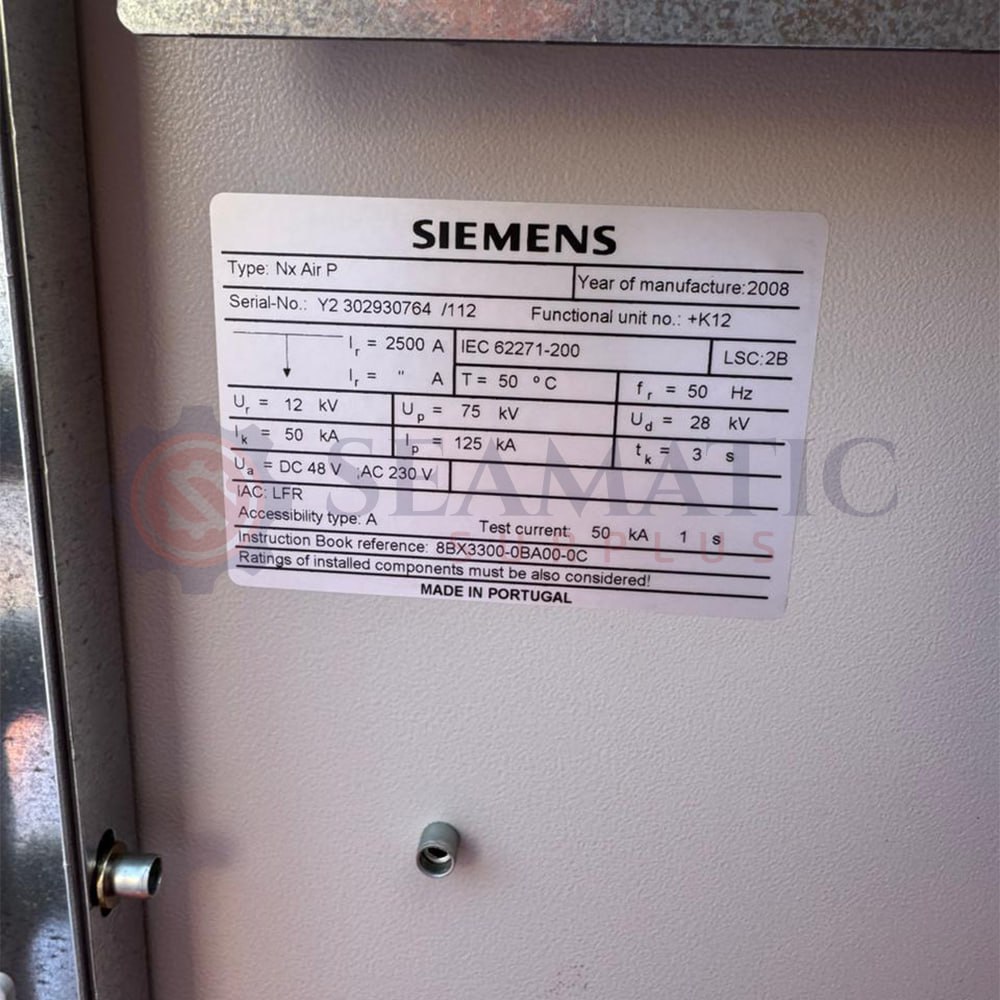 SIEMENS
Type: Nx Air P Year of manufacture: 2008
Serial-No.: Y2 302930764 /112 Functional unit no.: +K12
Ir = 2500 A IEC 62271-200 LSC:2B
Ir = " A T = 50 °C fr = 50 Hz
Ur = 12 kV Up = 75 kV Ud = 28 kV
Ik = 50 kA Ip = 125 kA tk = 3 s
Ua = DC 48 V ;AC 230 V
IAC: LFR
Accessibility type: A Test current: 50 kA 1 s
Instruction Book reference: 8BX3300-0BA00-0C
Ratings of installed components must be also considered!
MADE IN PORTUGAL
SEAMATIC
SURPLUS